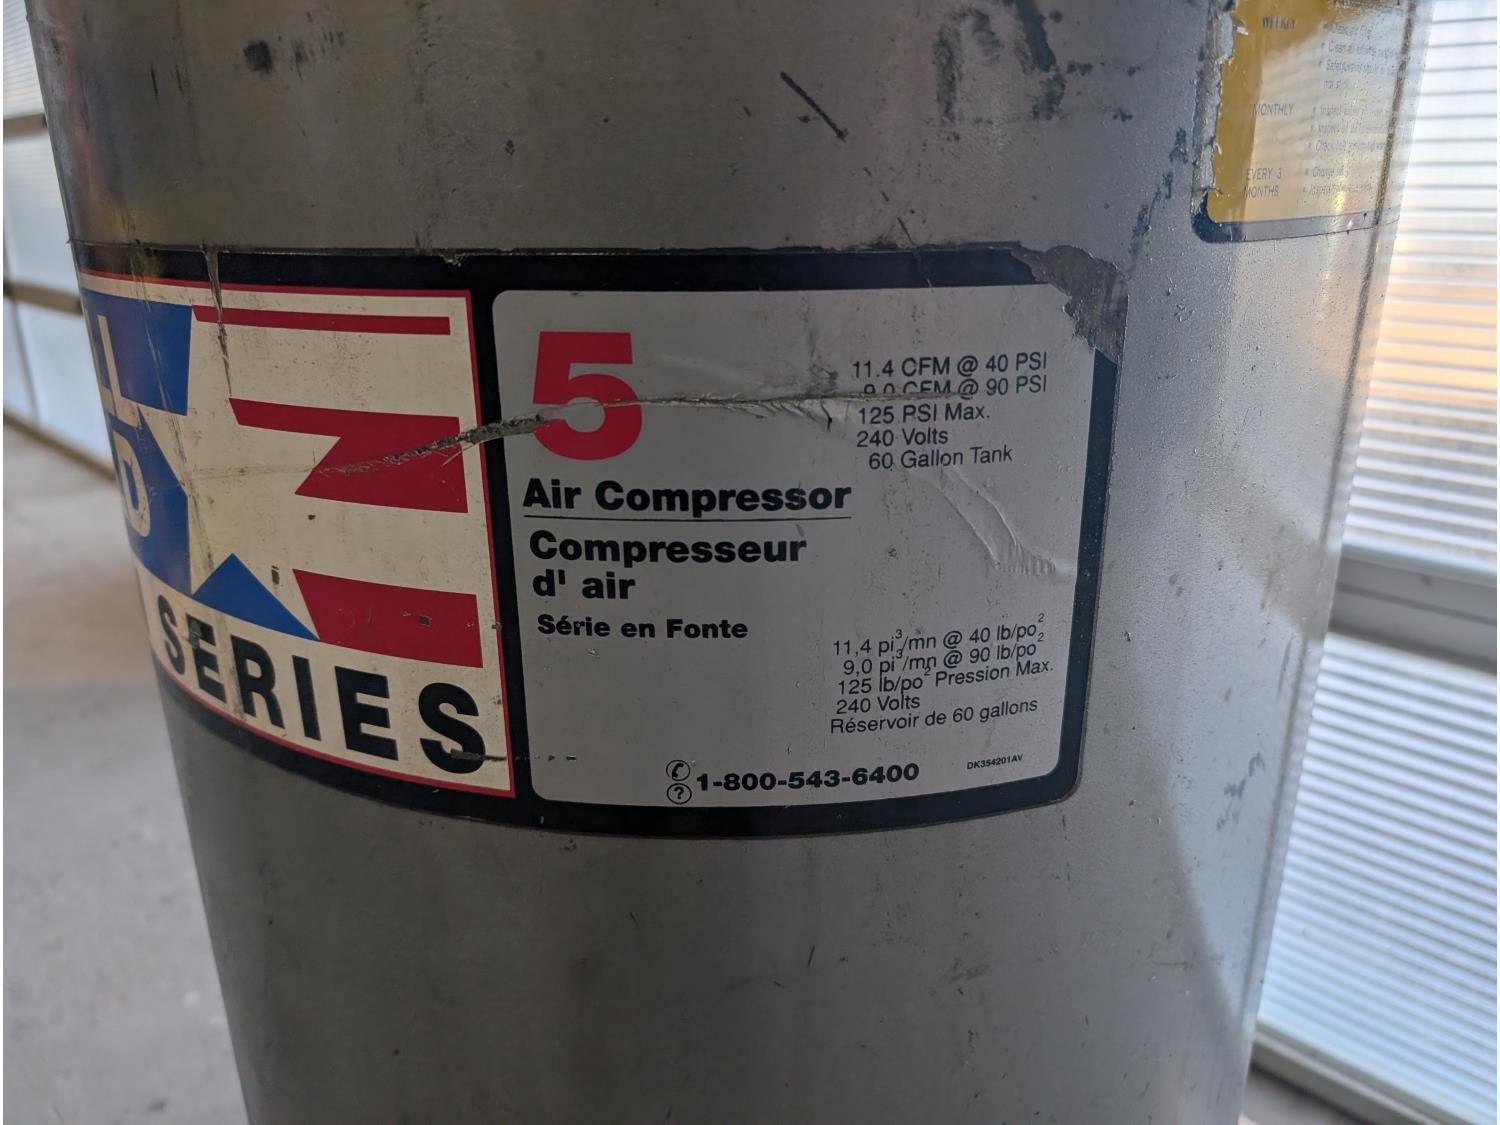 WEEKLY
MONTHLY
EVERY 3
MONTHS
SERIES
5
11.4 CFM @ 40 PSI
9.0 CFM @ 90 PSI
125 PSI Max.
240 Volts
60 Gallon Tank
Air Compressor
Compresseur
d' air
Série en Fonte
11,4 pi³/mn @ 40 lb/po²
9,0 pi³/mn @ 90 lb/po²
125 lb/po² Pression Max.
240 Volts
Réservoir de 60 gallons
1-800-543-6400
DK354201AV